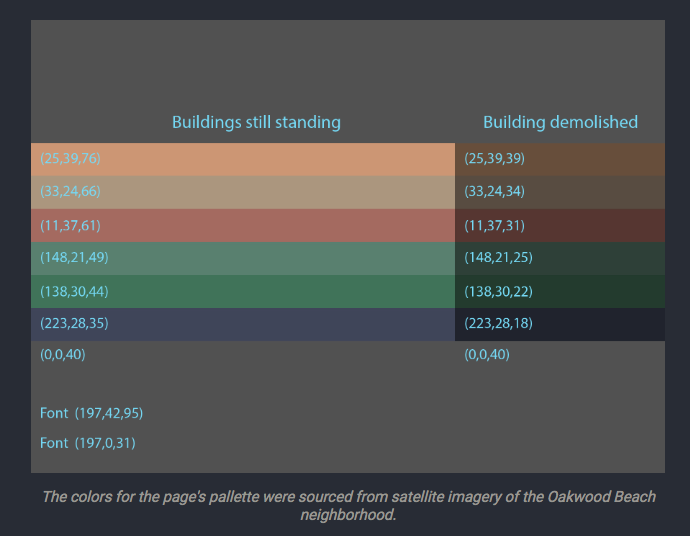 Buildings still standing
Building demolished
(25,39,76)
(25,39,39)
(33,24,66)
(33,24,34)
(11,37,61)
(11,37,31)
(148,21,49)
(148,21,25)
(138,30,44)
(138,30,22)
(223,28,35)
(223,28,18)
(0,0,40)
(0,0,40)
Font (197,42,95)
Font (197,0,31)
The colors for the page's pallette were sourced from satellite imagery of the Oakwood Beach
neighborhood.